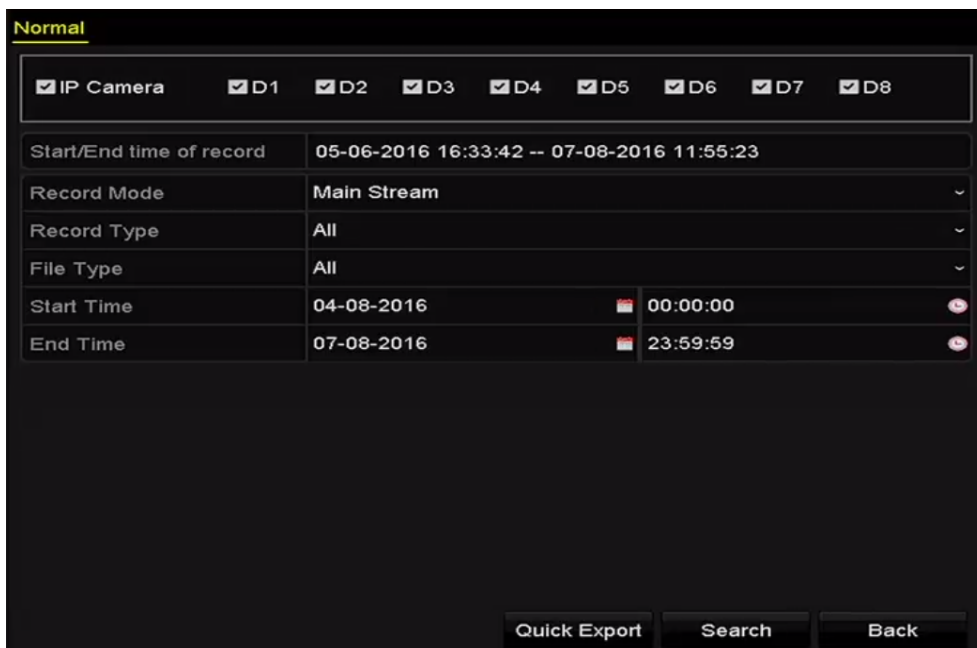 Normal
IP Camera D1 D2 D3 D4 D5 D6 D7 D8
Start/End time of record 05-06-2016 16:33:42 -- 07-08-2016 11:55:23
Record Mode Main Stream
Record Type All
File Type All
Start Time 04-08-2016 00:00:00
End Time 07-08-2016 23:59:59
Quick Export Search Back